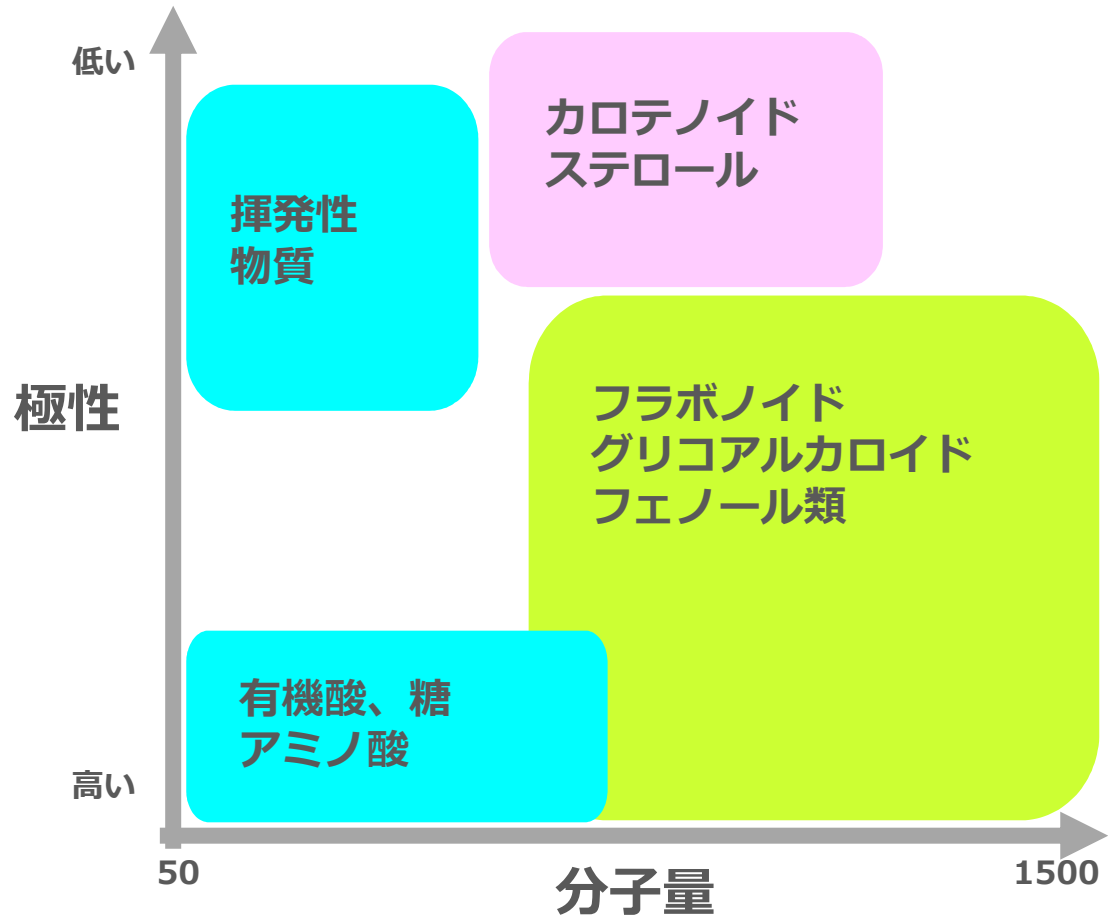 低い
カロテノイド
ステロール
揮発性
物質
極性
フラボノイド
グリコアルカロイド
フェノール類
有機酸、糖
アミノ酸
高い
50
分子量
1500